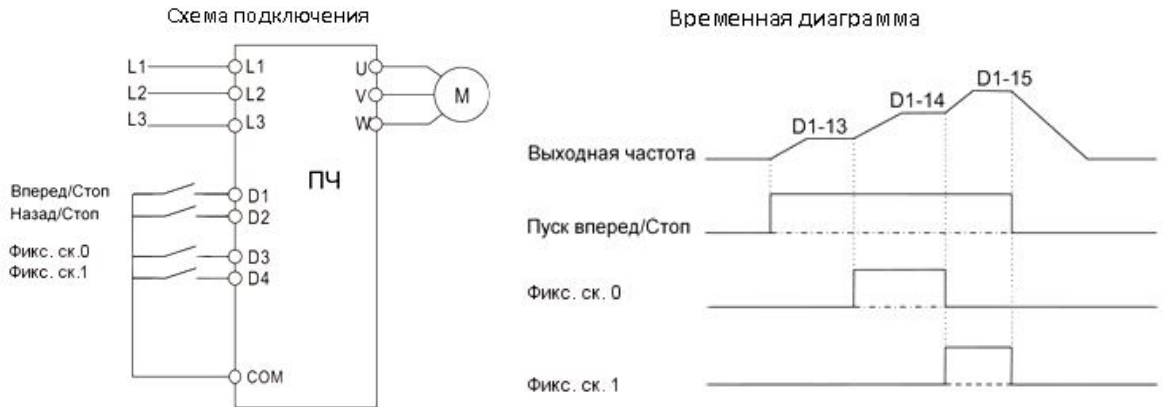 Схема подключения
L1
L2
L3
L1
L2
L3
U
V
W
M
ПЧ
Вперед/Стоп
Назад/Стоп
Фикс. ск.0
Фикс. ск.1
D1
D2
D3
D4
COM
Временная диаграмма
D1-13
D1-14
D1-15
Выходная частота
Пуск вперед/Стоп
Фикс. ск. 0
Фикс. ск. 1